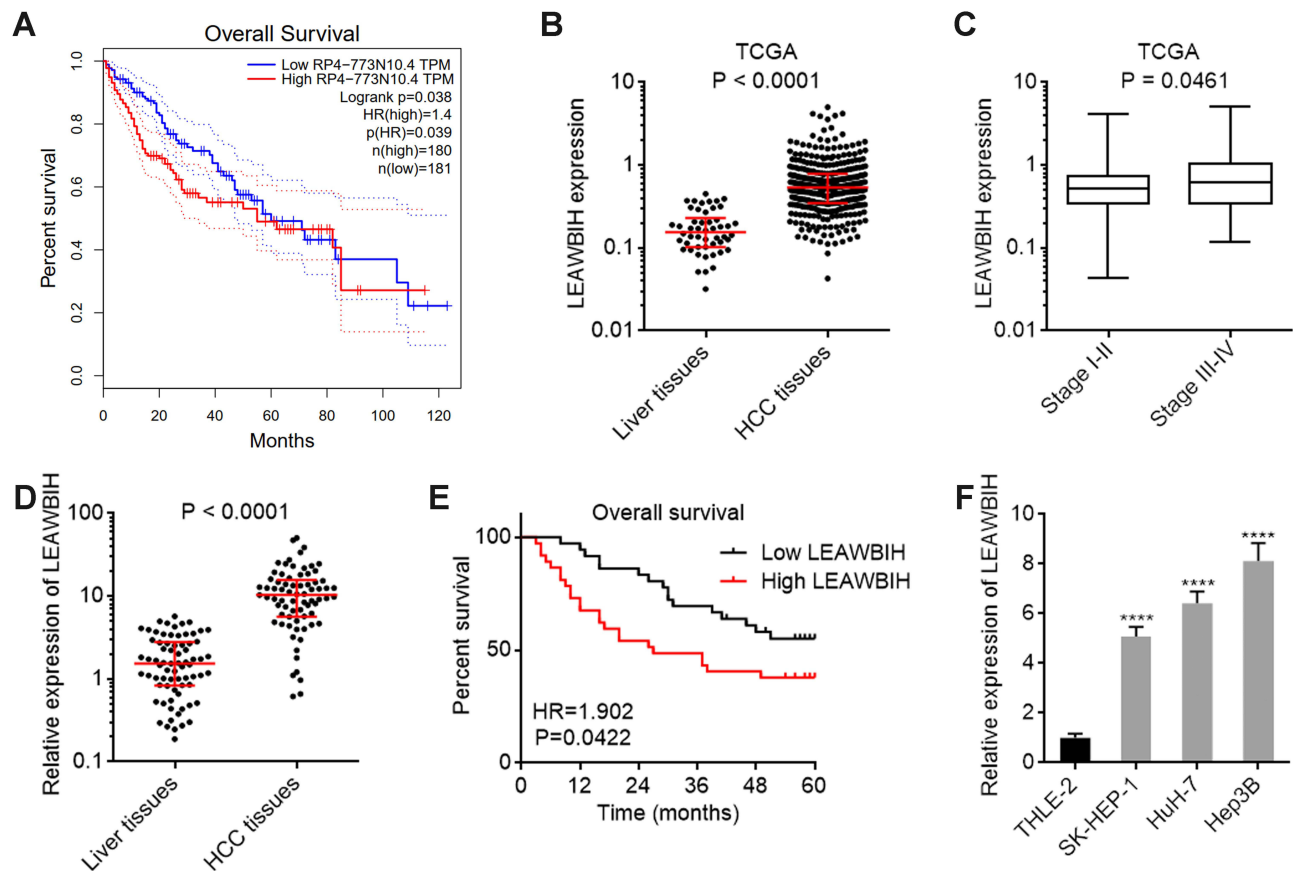 A
Overall Survival
Low RP4−773N10.4 TPM
High RP4−773N10.4 TPM
Logrank p=0.038
HR(high)=1.4
p(HR)=0.039
n(high)=180
n(low)=181
Percent survival
1.0
0.8
0.6
0.4
0.2
0.0
0 20 40 60 80 100 120
Months
B
TCGA
P < 0.0001
LEAWBIH expression
10
1
0.1
0.01
Liver tissues
HCC tissues
C
TCGA
P = 0.0461
LEAWBIH expression
10
1
0.1
0.01
Stage I-II
Stage III-IV
D
P < 0.0001
Relative expression of LEAWBIH
100
10
1
0.1
Liver tissues
HCC tissues
E
Overall survival
Low LEAWBIH
High LEAWBIH
Percent survival
100
50
0
HR=1.902
P=0.0422
0 12 24 36 48 60
Time (months)
F
Relative expression of LEAWBIH
10
8
6
4
2
0
****
****
****
THLE-2
SK-HEP-1
HuH-7
Hep3B